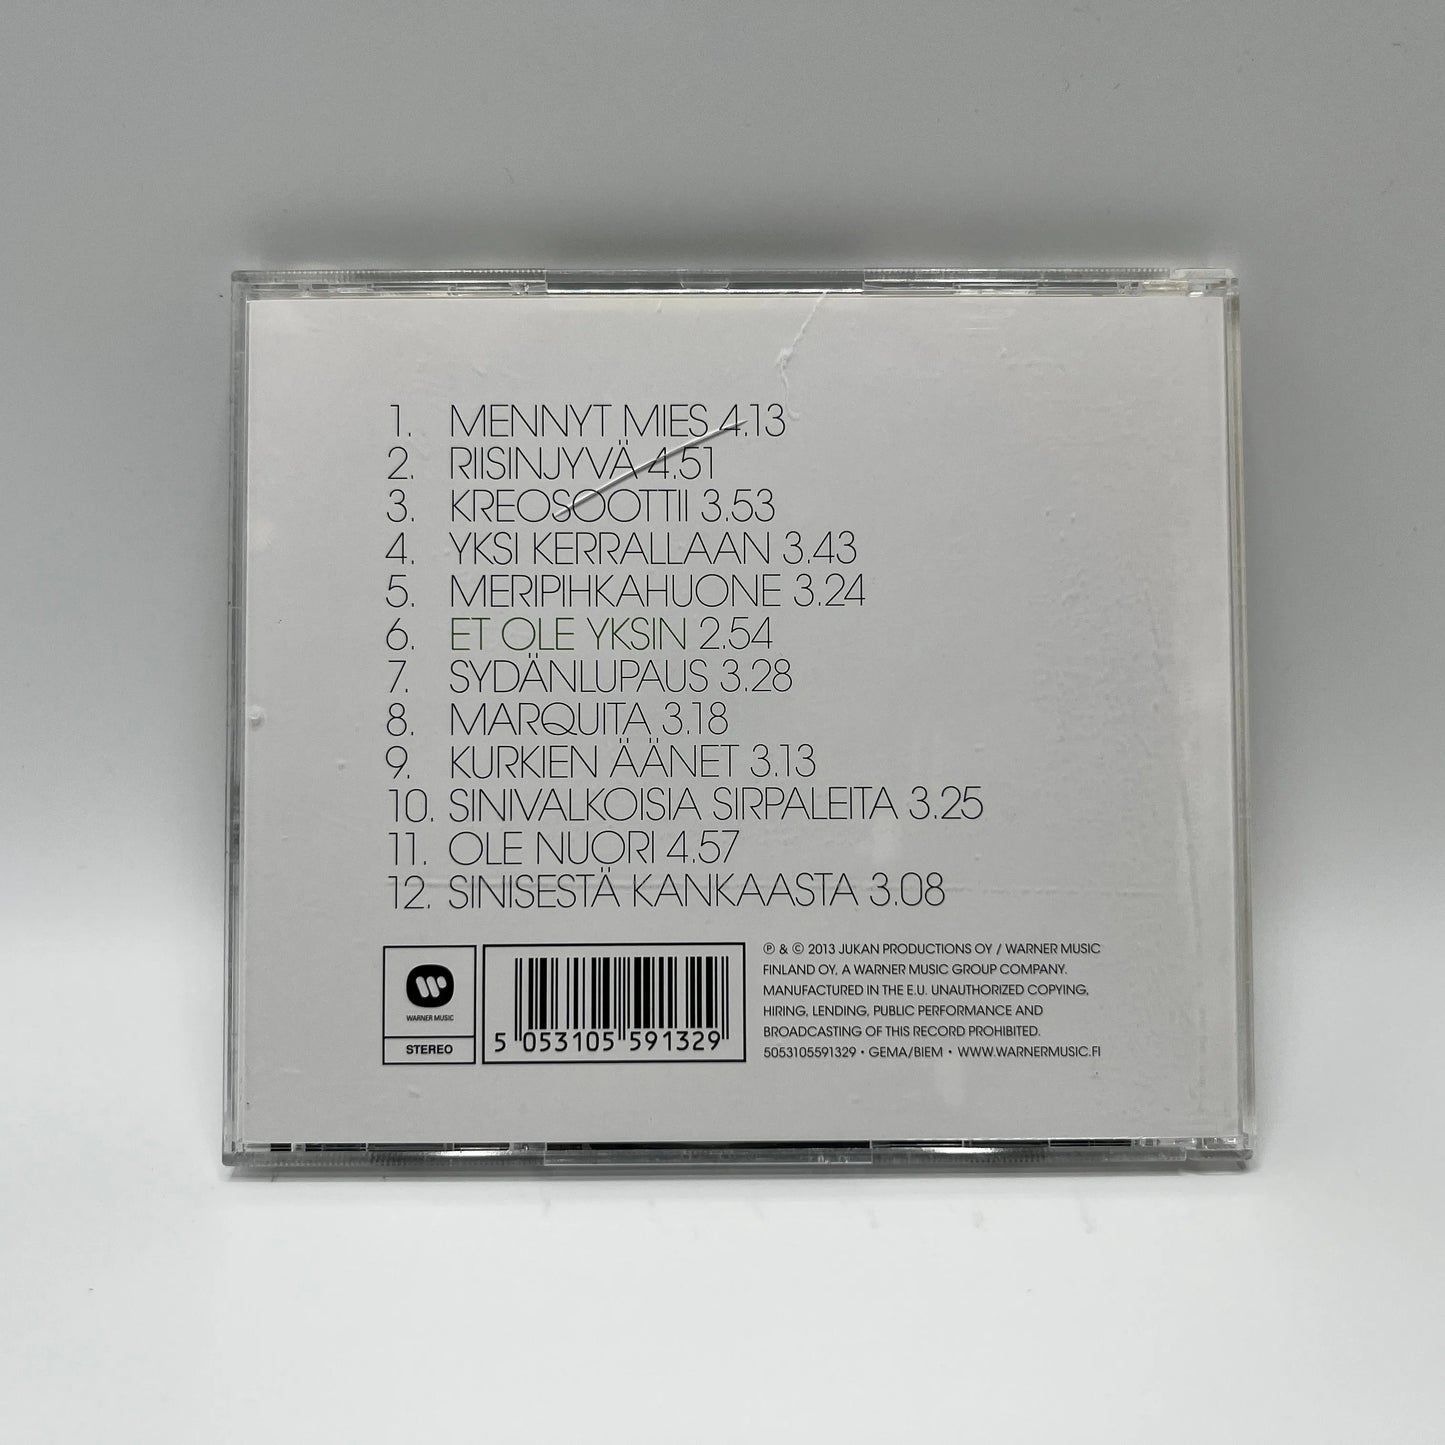 1. MENNYT MIES 4.13
2. RIISINJYVÄ 4.51
3. KREOSOOTTII 3.53
4. YKSI KERRALLAAN 3.43
5. MERIPIHKAHUONE 3.24
6. ET OLE YKSIN 2.54
7. SYDÄNLUPAUS 3.28
8. MARQUITA 3.18
9. KURKIEN ÄÄNET 3.13
10. SINIVALKOISIA SIRPALEITA 3.25
11. OLE NUORI 4.57
12. SINISESTÄ KANKAASTA 3.08
WARNER MUSIC
STEREO
5 053105 591329
℗ & © 2013 JUKAN PRODUCTIONS OY / WARNER MUSIC
FINLAND OY, A WARNER MUSIC GROUP COMPANY.
MANUFACTURED IN THE E.U. UNAUTHORIZED COPYING,
HIRING, LENDING, PUBLIC PERFORMANCE AND
BROADCASTING OF THIS RECORD PROHIBITED.
5053105591329 • GEMA/BIEM • WWW.WARNERMUSIC.FI